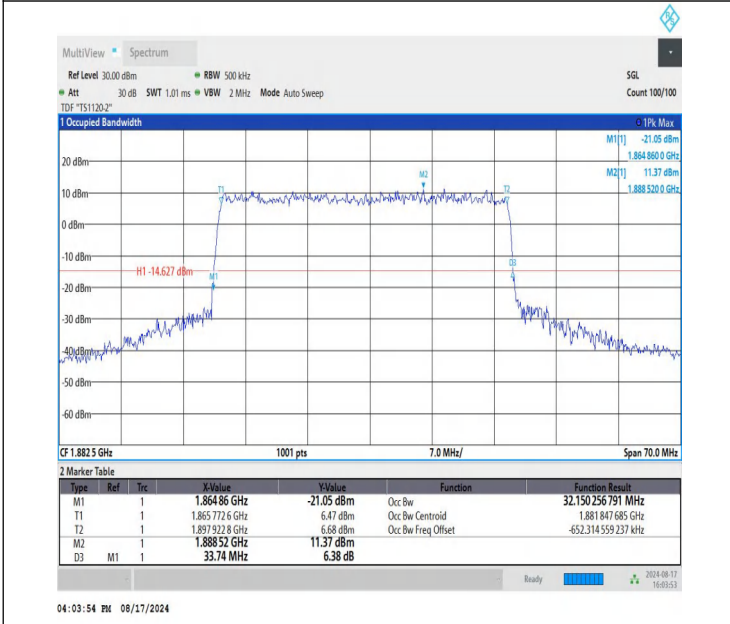 MultiView Spectrum
Ref Level 30.00 dBm RBW 500 kHz SGL
Att 30 dB SWT 1.01 ms VBW 2 MHz Mode Auto Sweep Count 100/100
TDF "TS1120-2"
1 Occupied Bandwidth 1Pk Max
M1[1] -21.05 dBm
1.864 860 0 GHz
M2[1] 11.37 dBm
1.888 520 0 GHz
20 dBm
M2
T1
T2
10 dBm
0 dBm
-10 dBm
D3
H1 -14.627 dBm
M1
-20 dBm
-30 dBm
-40 dBm
-50 dBm
-60 dBm
CF 1.882 5 GHz 1001 pts 7.0 MHz/ Span 70.0 MHz
2 Marker Table
Type Ref Trc X-Value Y-Value Function Function Result
M1 1 1.864 86 GHz -21.05 dBm Occ Bw 32.150 256 791 MHz
T1 1 1.865 772 6 GHz 6.47 dBm Occ Bw Centroid 1.881 847 685 GHz
T2 1 1.897 922 8 GHz 6.68 dBm Occ Bw Freq Offset -652.314 559 237 kHz
M2 1 1.888 52 GHz 11.37 dBm
D3 M1 1 33.74 MHz 6.38 dB
Ready 2024-08-17
16:03:53
04:03:54 PM 08/17/2024